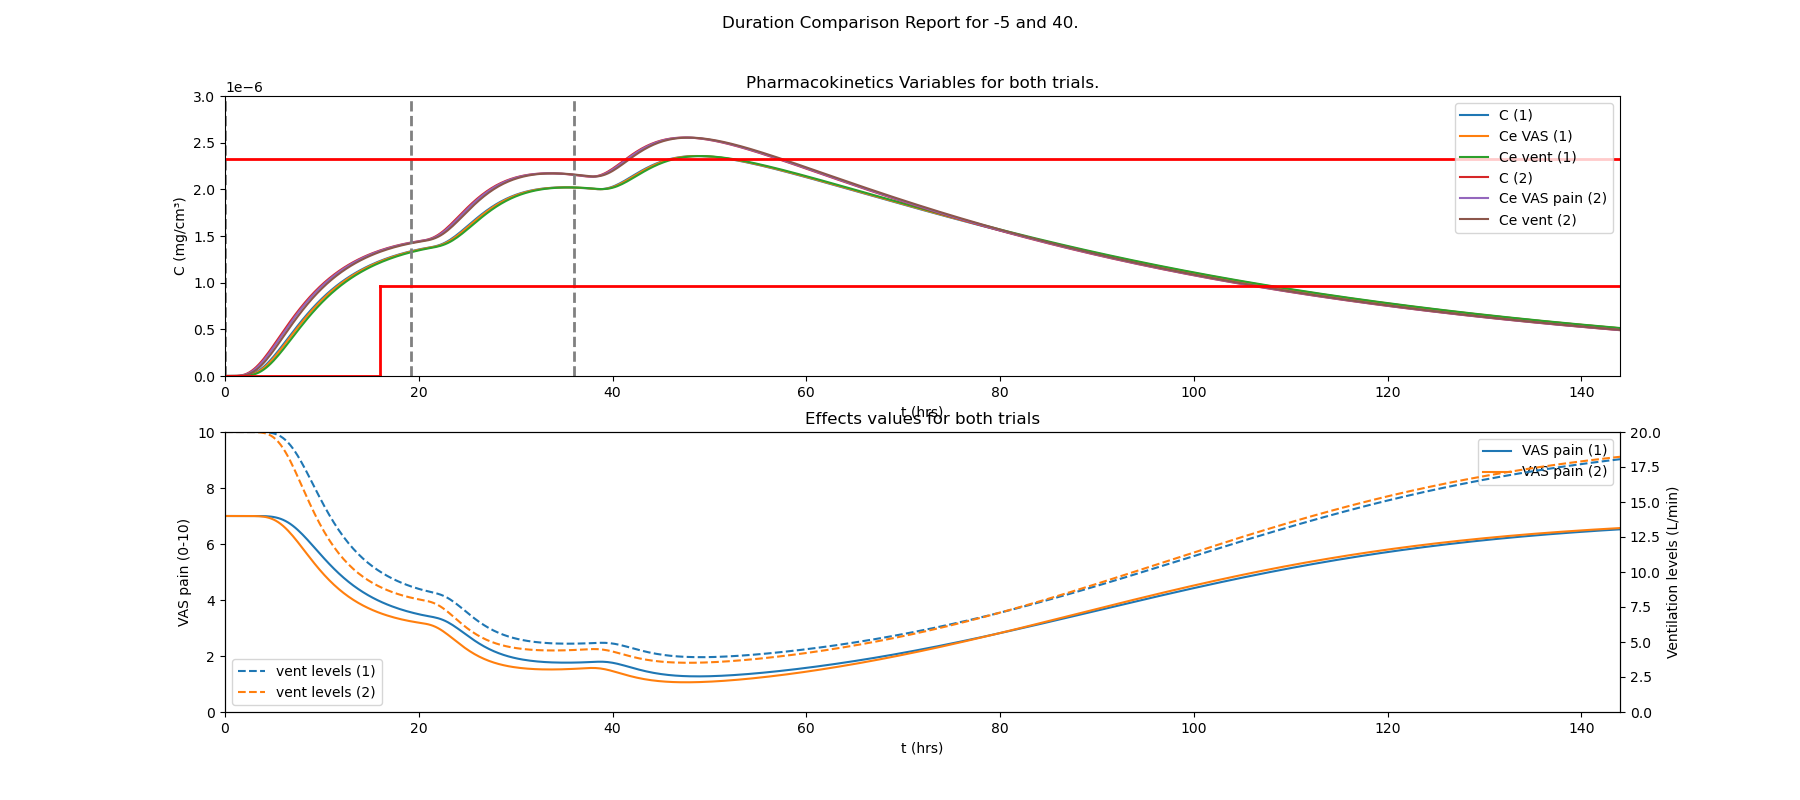 Duration Comparison Report for -5 and 40.
Pharmacokinetics Variables for both trials.
1e−6
3.0
2.5
2.0
1.5
1.0
0.5
0.0
C (mg/cm³)
C (1)
Ce VAS (1)
Ce vent (1)
C (2)
Ce VAS pain (2)
Ce vent (2)
0 20 40 60 80 100 120 140
t (hrs)
Effects values for both trials
10
8
6
4
2
0
VAS pain (0-10)
VAS pain (1)
VAS pain (2)
vent levels (1)
vent levels (2)
20.0
17.5
15.0
12.5
10.0
7.5
5.0
2.5
0.0
Ventilation levels (L/min)
0 20 40 60 80 100 120 140
t (hrs)